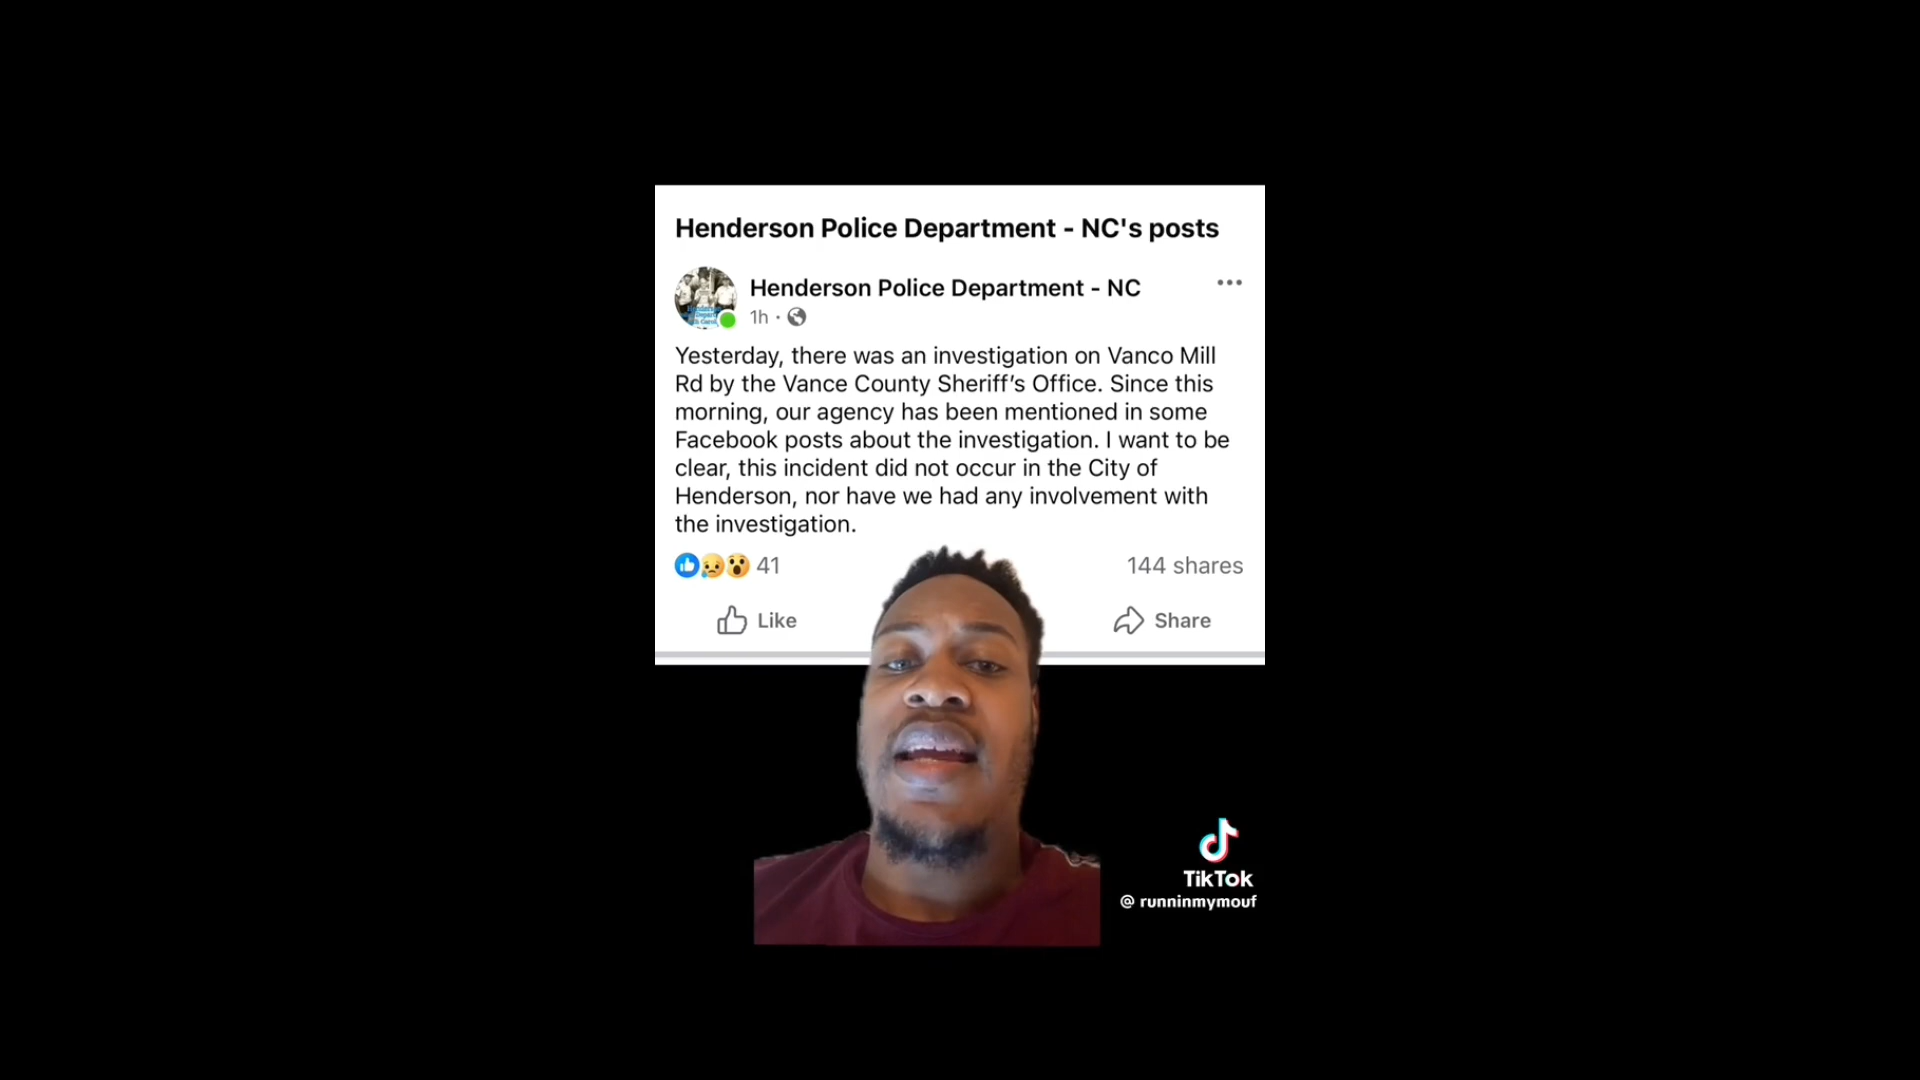 Henderson Police Department - NC's posts
Henderson Police Department - NC
1h ·
Yesterday, there was an investigation on Vanco Mill
Rd by the Vance County Sheriff’s Office. Since this
morning, our agency has been mentioned in some
Facebook posts about the investigation. I want to be
clear, this incident did not occur in the City of
Henderson, nor have we had any involvement with
the investigation.
41
144 shares
Like
Share
TikTok
@ runninmymouf